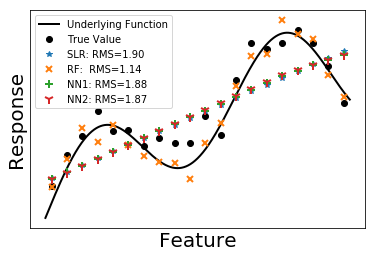 Underlying Function
True Value
SLR: RMS=1.90
RF: RMS=1.14
NN1: RMS=1.88
NN2: RMS=1.87
Response
Feature